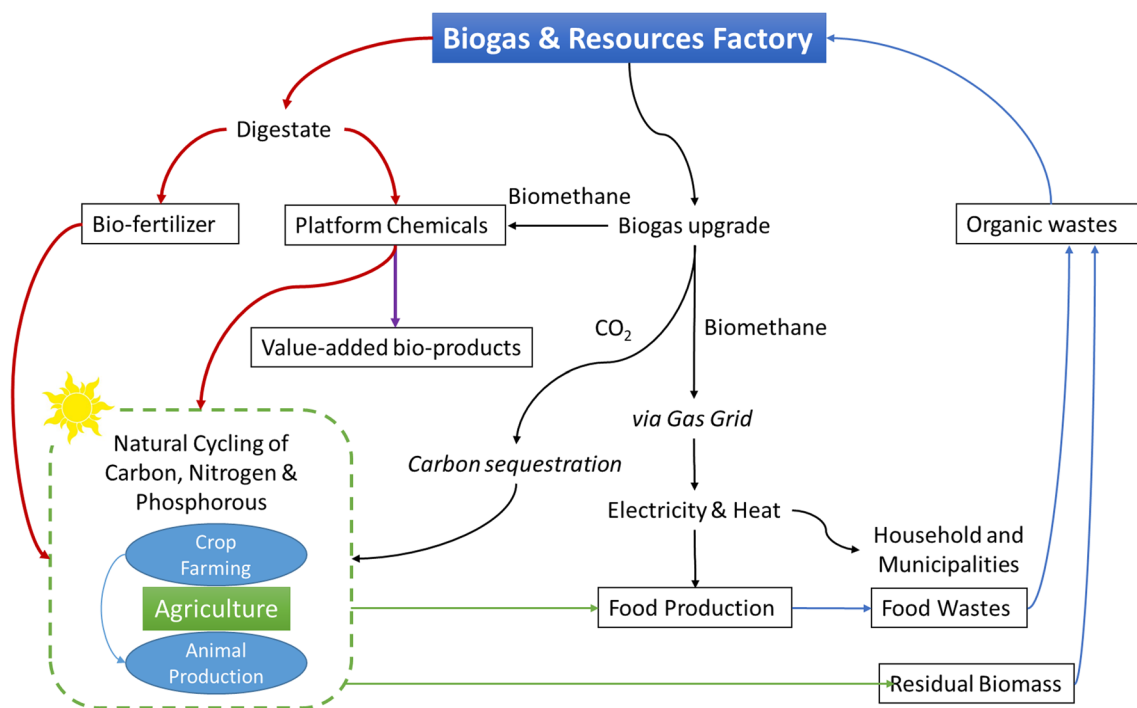 Biogas & Resources Factory
Digestate
Biomethane
Bio-fertilizer
Platform Chemicals
Biogas upgrade
Organic wastes
CO₂
Biomethane
Value-added bio-products
via Gas Grid
Natural Cycling of
Carbon, Nitrogen &
Phosphorous
Carbon sequestration
Electricity & Heat
Household and
Municipalities
Crop
Farming
Agriculture
Food Production
Food Wastes
Animal
Production
Residual Biomass